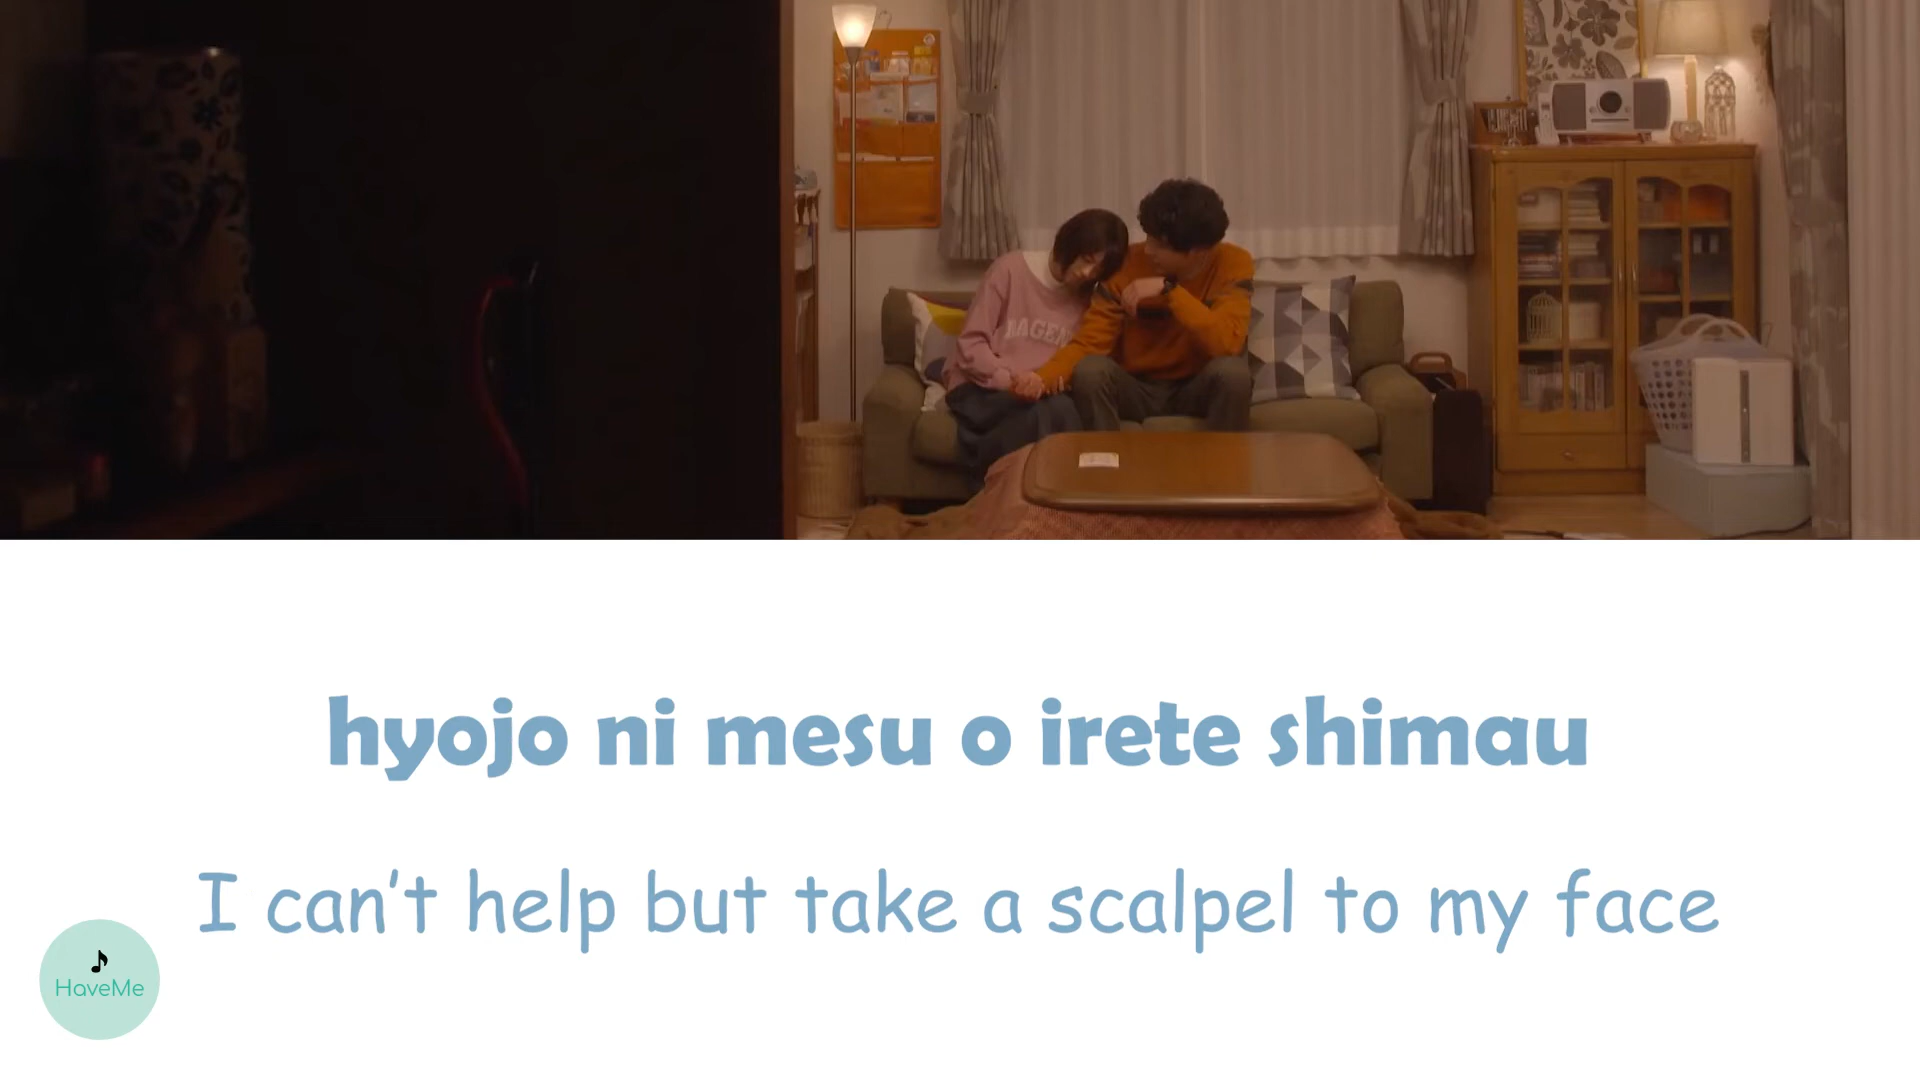 hyojo ni mesu o irete shimau
I can't help but take a scalpel to my face
HaveMe